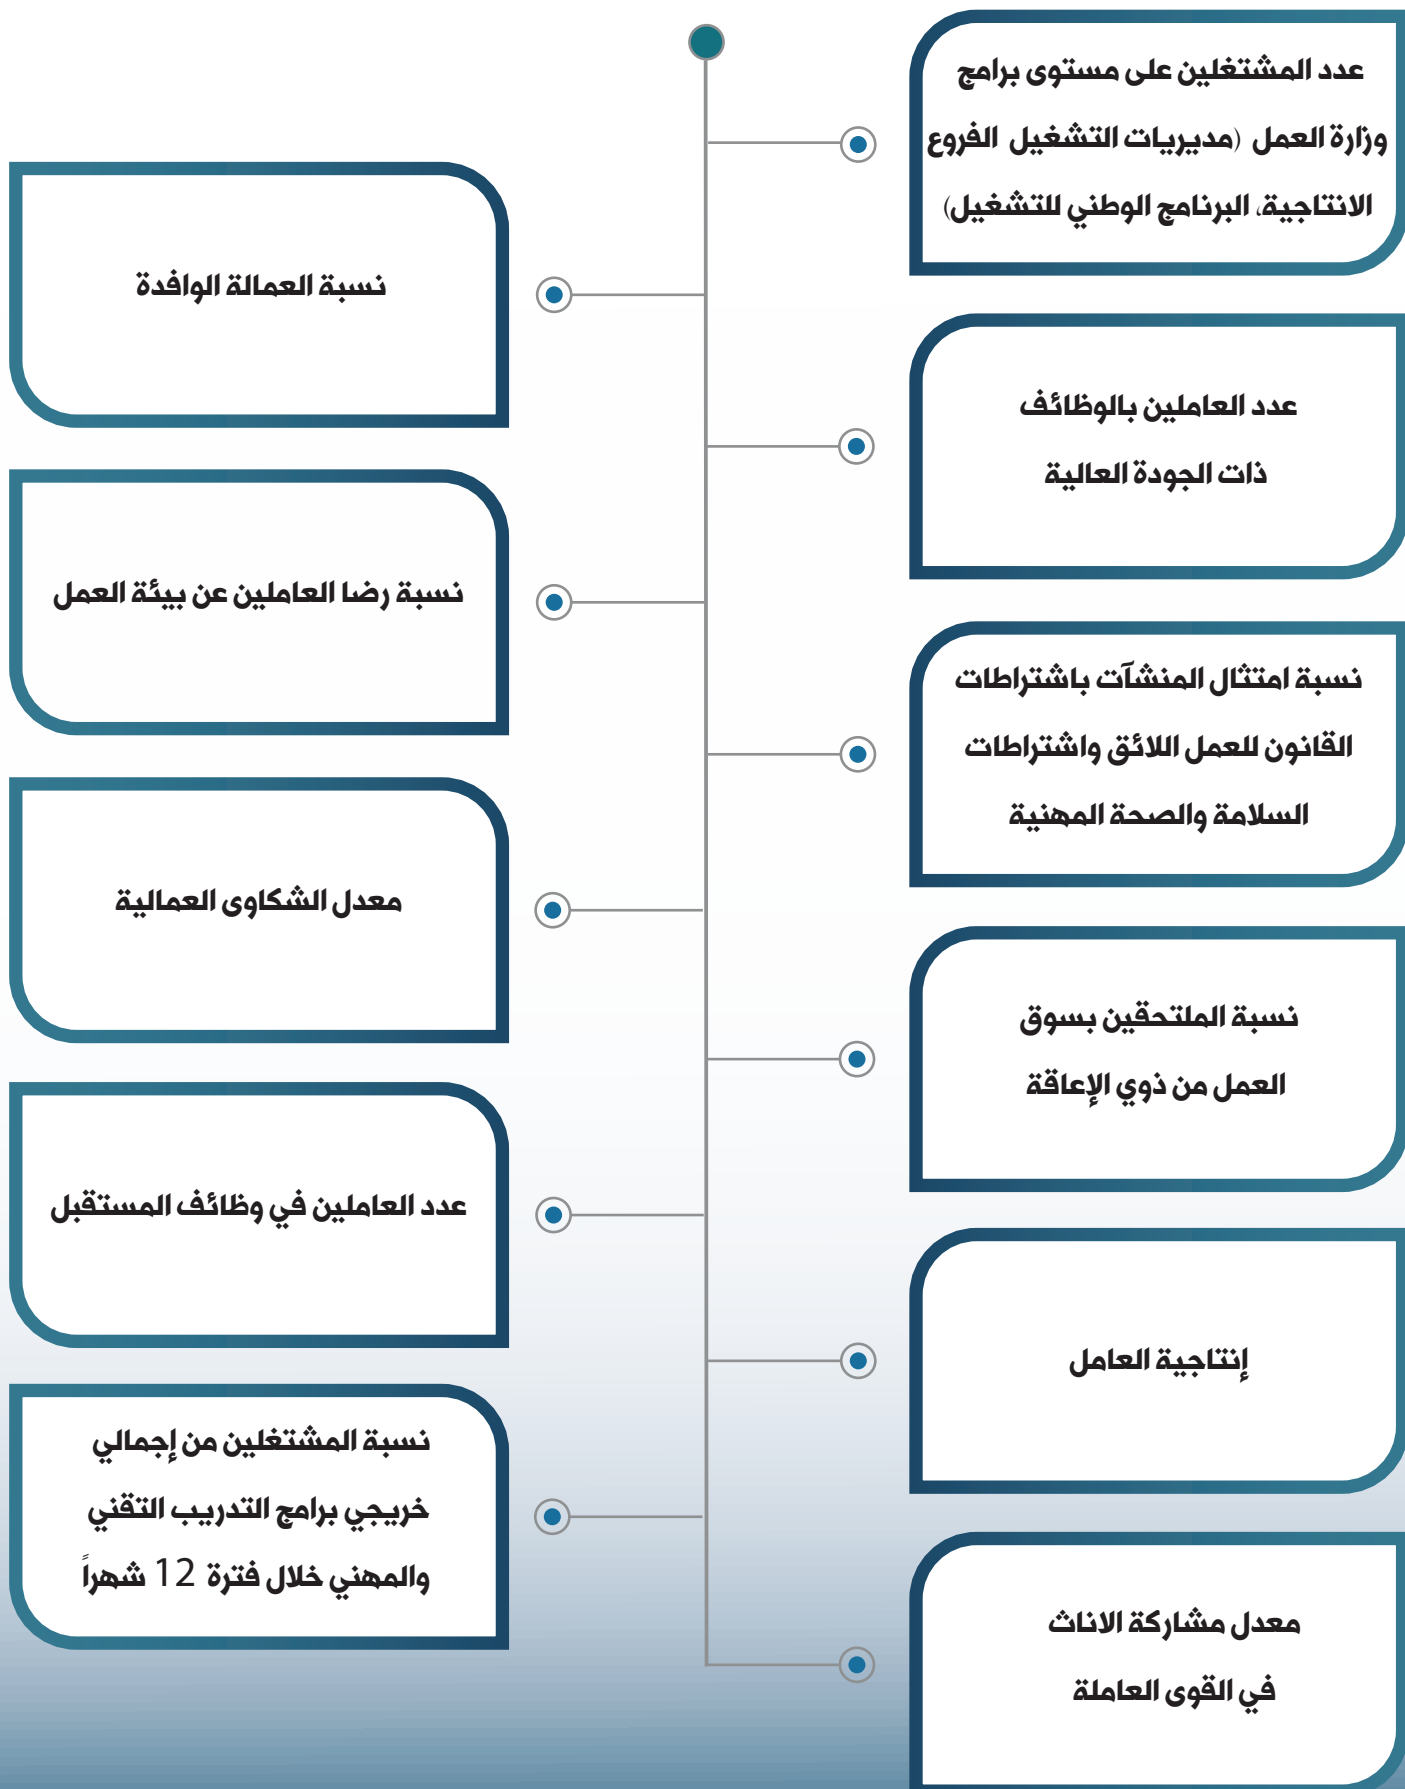 عدد المشتغلين على مستوى برامج
وزارة العمل (مديريات التشغيل الفروع
الانتاجية، البرنامج الوطني للتشغيل)
نسبة العمالة الوافدة
عدد العاملين بالوظائف
ذات الجودة العالية
نسبة رضا العاملين عن بيئة العمل
نسبة امتثال المنشآت باشتراطات
القانون للعمل اللائق واشتراطات
السلامة والصحة المهنية
معدل الشكاوى العمالية
نسبة الملتحقين بسوق
العمل من ذوي الإعاقة
عدد العاملين في وظائف المستقبل
إنتاجية العامل
نسبة المشتغلين من إجمالي
خريجي برامج التدريب التقني
والمهني خلال فترة 12 شهراً
معدل مشاركة الاناث
في القوى العاملة